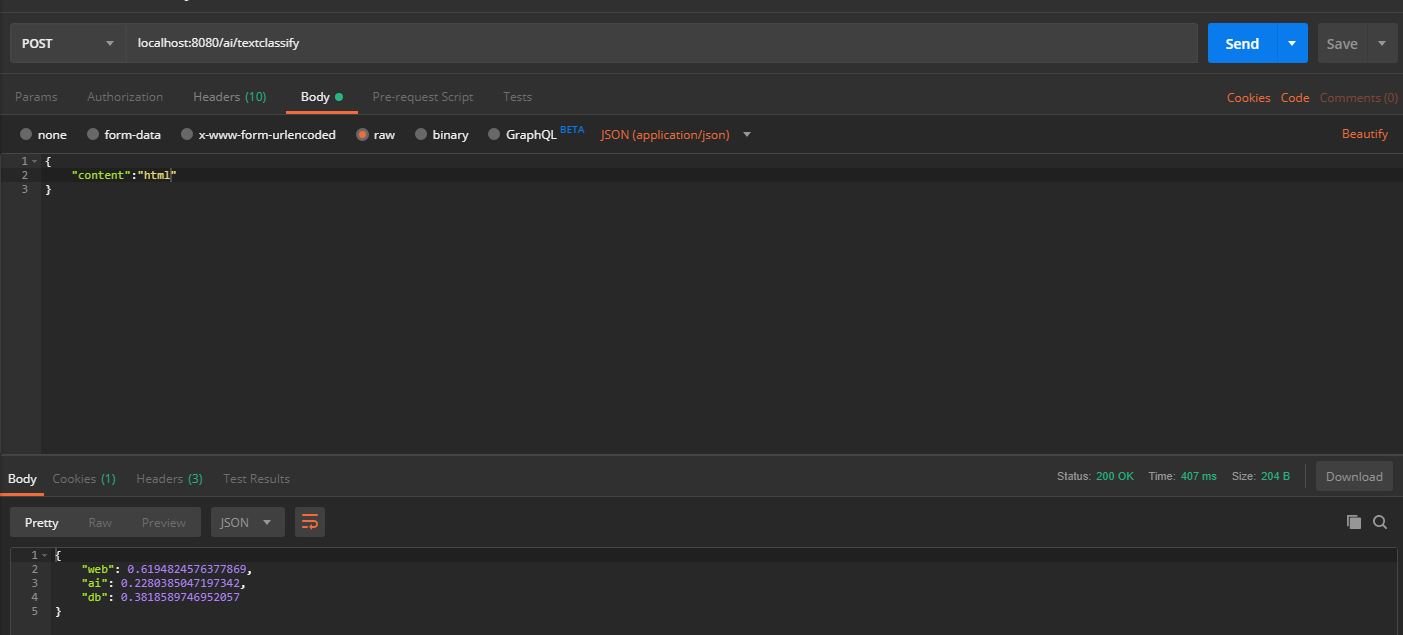 POST localhost:8080/ai/textclassify Send Save
Params Authorization Headers (10) Body Pre-request Script Tests Cookies Code Comments (0)
none form-data x-www-form-urlencoded raw binary GraphQL BETA JSON (application/json) Beautify
1 {
2 "content":"html"
3 }
Body Cookies (1) Headers (3) Test Results Status: 200 OK Time: 407 ms Size: 204 B Download
Pretty Raw Preview JSON
1 {
2 "web": 0.6194824576377869,
3 "ai": 0.2280385047197342,
4 "db": 0.3818589746952057
5 }